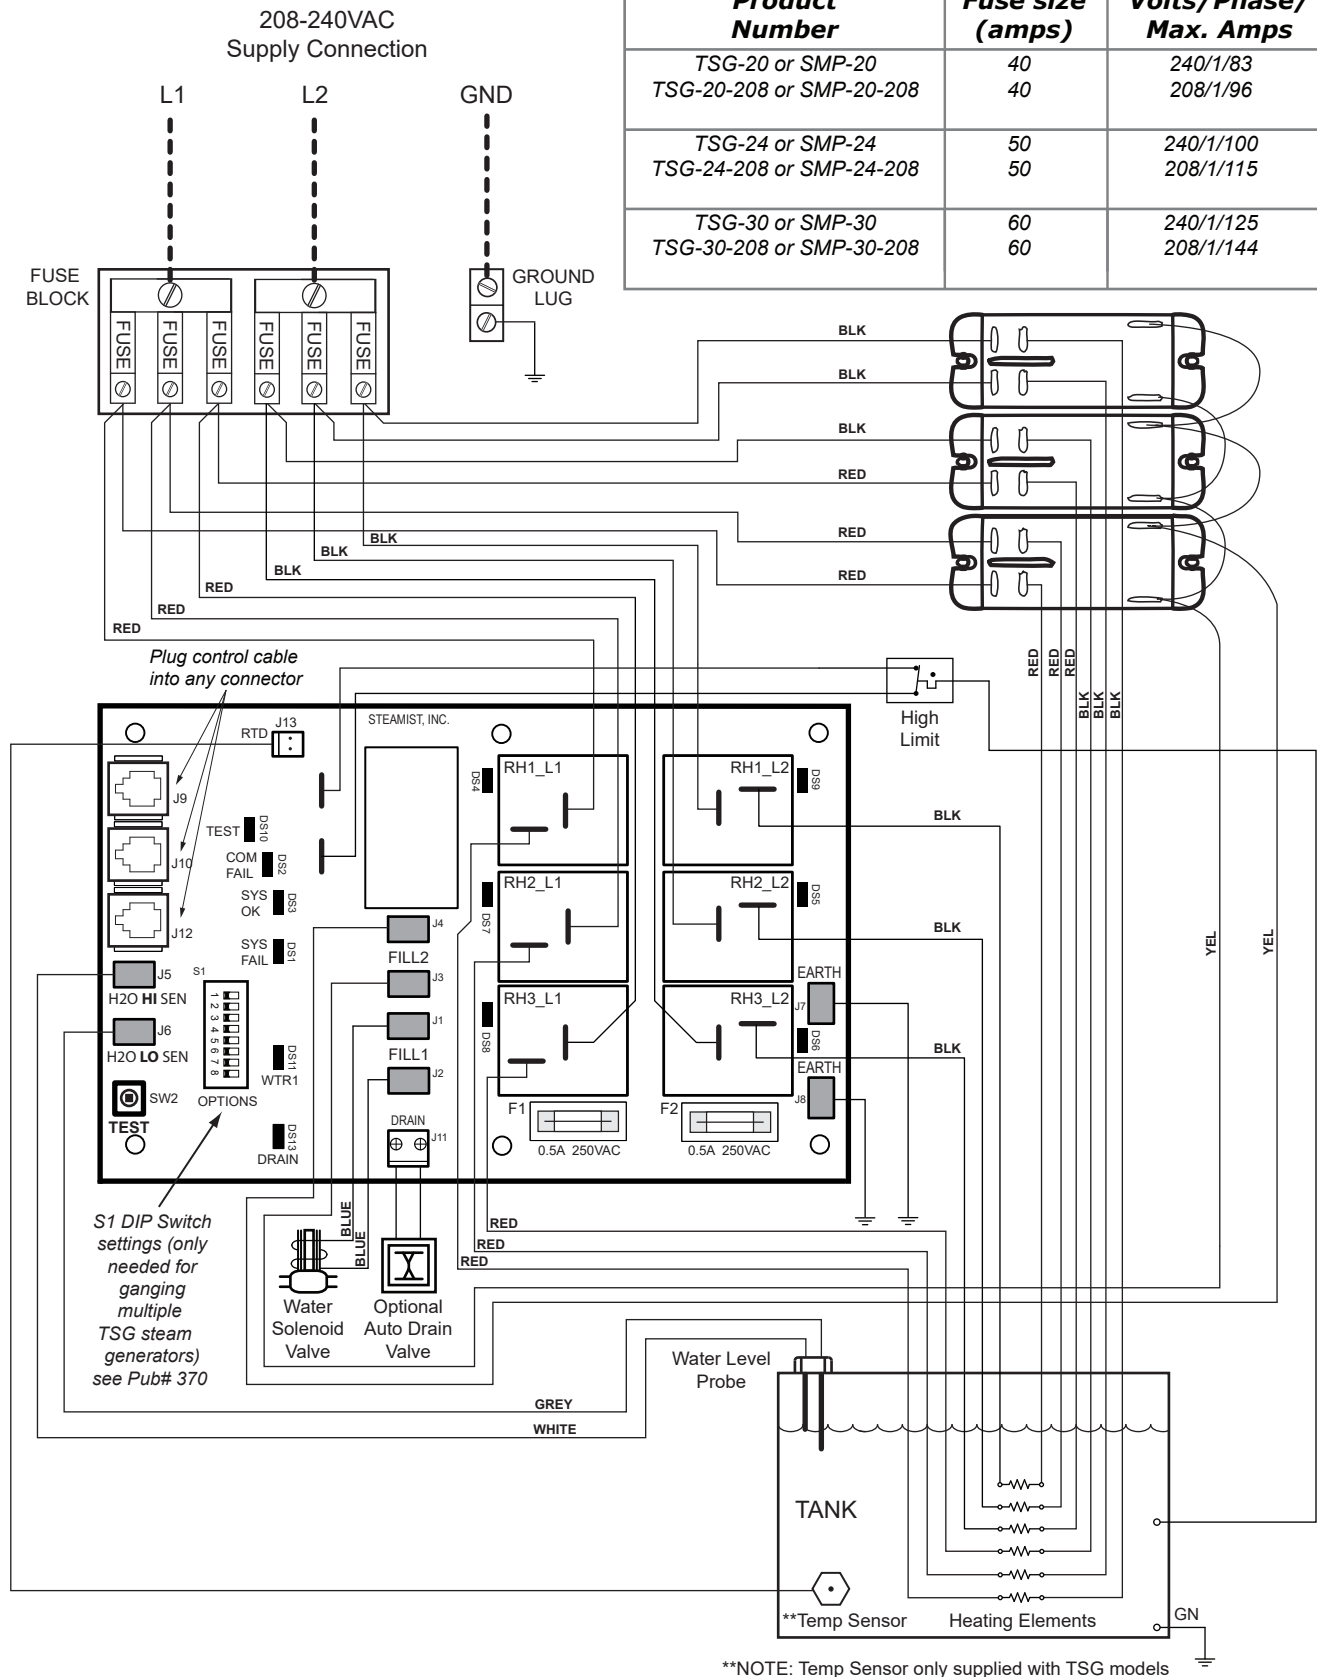 208-240VAC
Supply Connection
L1
L2
GND
Product Number
Fuse size (amps)
Volts/Phase/ Max. Amps
TSG-20 or SMP-20 40 240/1/83
TSG-20-208 or SMP-20-208 40 208/1/96
TSG-24 or SMP-24 50 240/1/100
TSG-24-208 or SMP-24-208 50 208/1/115
TSG-30 or SMP-30 60 240/1/125
TSG-30-208 or SMP-30-208 60 208/1/144
FUSE
BLOCK
FUSE
FUSE
FUSE
FUSE
FUSE
FUSE
GROUND
LUG
BLK
BLK
BLK
RED
RED
RED
BLK
BLK
BLK
RED
RED
RED
Plug control cable
into any connector
RED
RED
RED
BLK
BLK
BLK
High
Limit
STEAMIST, INC.
J13
RTD
J9
J10
J12
TEST
DS10
COM
FAIL
DS2
SYS
OK
DS3
SYS
FAIL
DS1
J5
H2O HI SEN
J6
H2O LO SEN
S1
1 2 3 4 5 6 7 8
OPTIONS
SW2
TEST
DS11
WTR1
DS13
DRAIN
J4
FILL2
J3
J1
FILL1
J2
DRAIN
J11
RH1_L1
DS4
RH2_L1
DS7
RH3_L1
DS8
RH1_L2
DS9
RH2_L2
DS5
RH3_L2
DS6
EARTH
J7
EARTH
J8
F1
0.5A 250VAC
F2
0.5A 250VAC
BLK
BLK
BLK
YEL
YEL
S1 DIP Switch
settings (only
needed for
ganging
multiple
TSG steam
generators)
see Pub# 370
BLUE
BLUE
Water
Solenoid
Valve
Optional
Auto Drain
Valve
RED
RED
RED
Water Level
Probe
GREY
WHITE
TANK
**Temp Sensor
Heating Elements
GN
**NOTE: Temp Sensor only supplied with TSG models